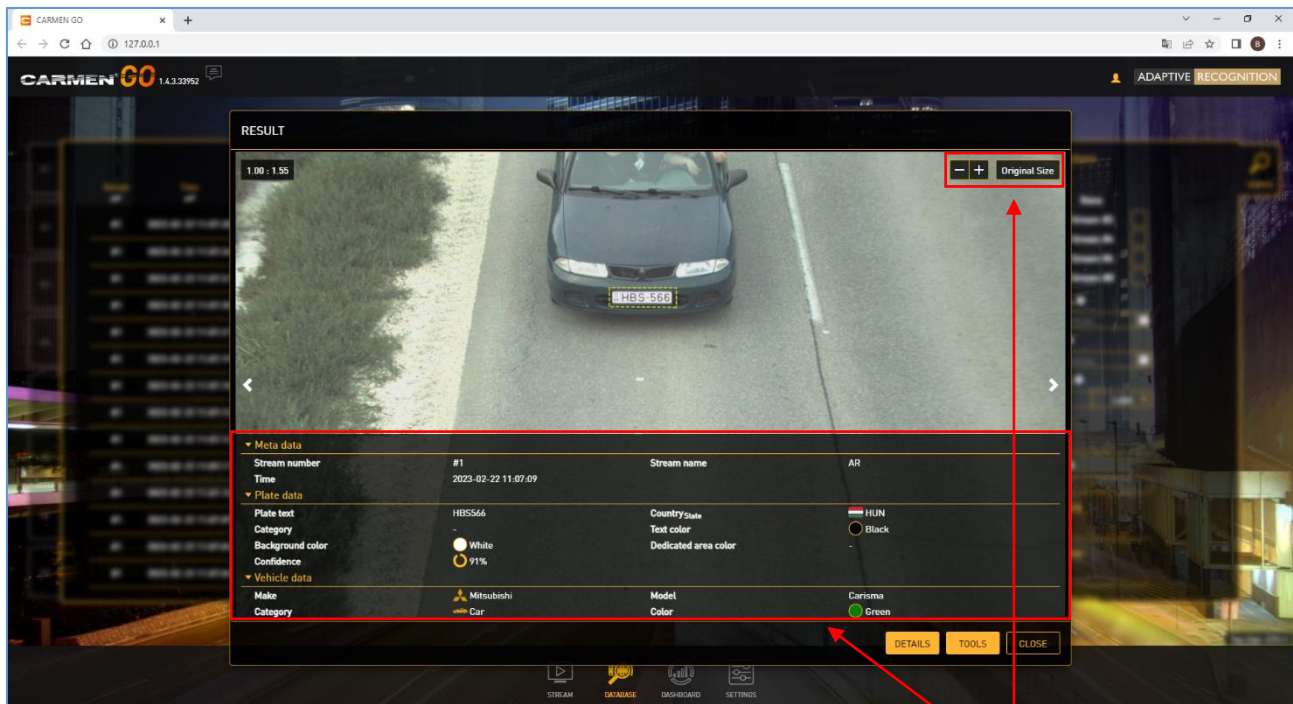 CARMEN GO
127.0.0.1
B
CARMEN GO 1.4.3.33952
ADAPTIVE RECOGNITION
RESULT
1.00 : 1.55
Original Size
HBS-566
Meta data
Stream number #1 Stream name AR
Time 2023-02-22 11:07:09
Plate data
Plate text HBS566 CountryState HUN
Category - Text color Black
Background color White Dedicated area color -
Confidence 91%
Vehicle data
Make Mitsubishi Model Carisma
Category Car Color Green
DETAILS TOOLS CLOSE
STREAM DATABASE DASHBOARD SETTINGS